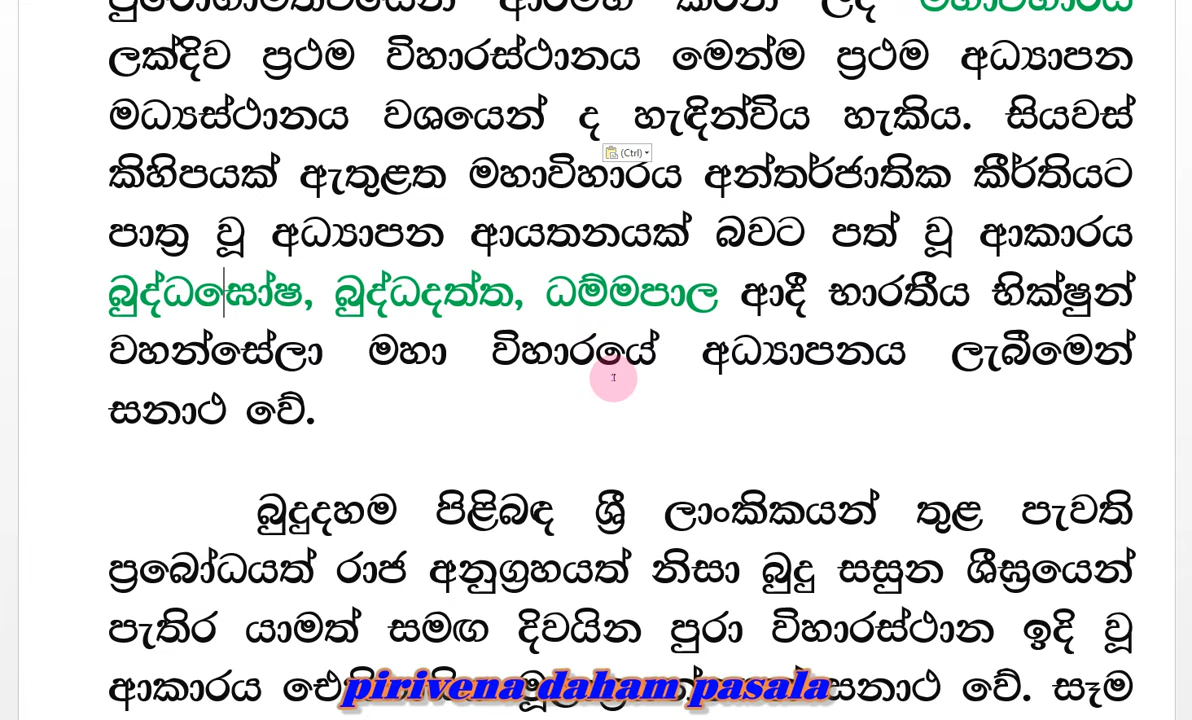 ලක්දිව ප්‍රථම විහාරස්ථානය මෙන්ම ප්‍රථම අධ්‍යාපන
මධ්‍යස්ථානය වශයෙන් ද හැඳින්විය හැකිය. සියවස්
(Ctrl)
කිහිපයක් ඇතුළත මහාවිහාරය අන්තර්ජාතික කීර්තියට
පාත්‍ර වූ අධ්‍යාපන ආයතනයක් බවට පත් වූ ආකාරය
බුද්ධඝෝෂ, බුද්ධදත්ත, ධම්මපාල ආදී භාරතීය භික්ෂුන්
වහන්සේලා මහා විහාරයේ අධ්‍යාපනය ලැබීමෙන්
සනාථ වේ.
බුදුදහම පිළිබඳ ශ්‍රී ලාංකිකයන් තුළ පැවති
ප්‍රබෝධයත් රාජ අනුග්‍රහයත් නිසා බුදු සසුන ශීඝ්‍රයෙන්
පැතිර යාමත් සමඟ දිවයින පුරා විහාරස්ථාන ඉදි වූ
ආකාරය සනාථ වේ. සෑම
pirivena daham pasala